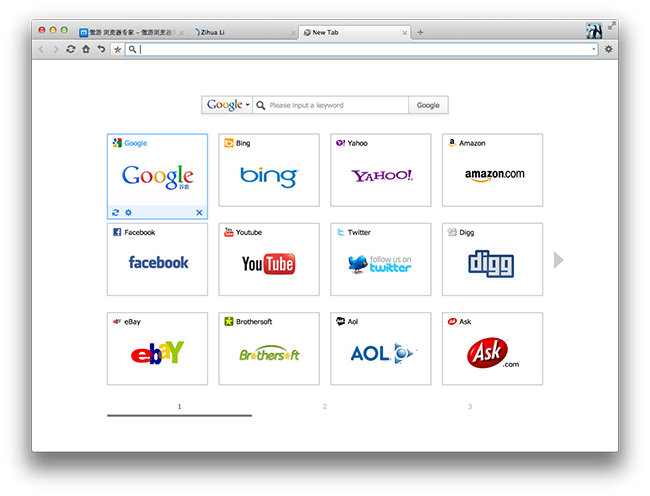 傲游 浏览器专家 - 傲游浏览器
Zihua Li
New Tab
Google
Please input a keyword
Google
Google
Bing
Yahoo
Amazon
Google
谷歌
bing
YAHOO!
amazon.com
Facebook
Youtube
Twitter
Digg
facebook
You Tube
follow us on
twitter
digg
eBay
Brothersoft
Aol
Ask
ebaY
Brothersoft
AOL
Ask.com
1
2
3